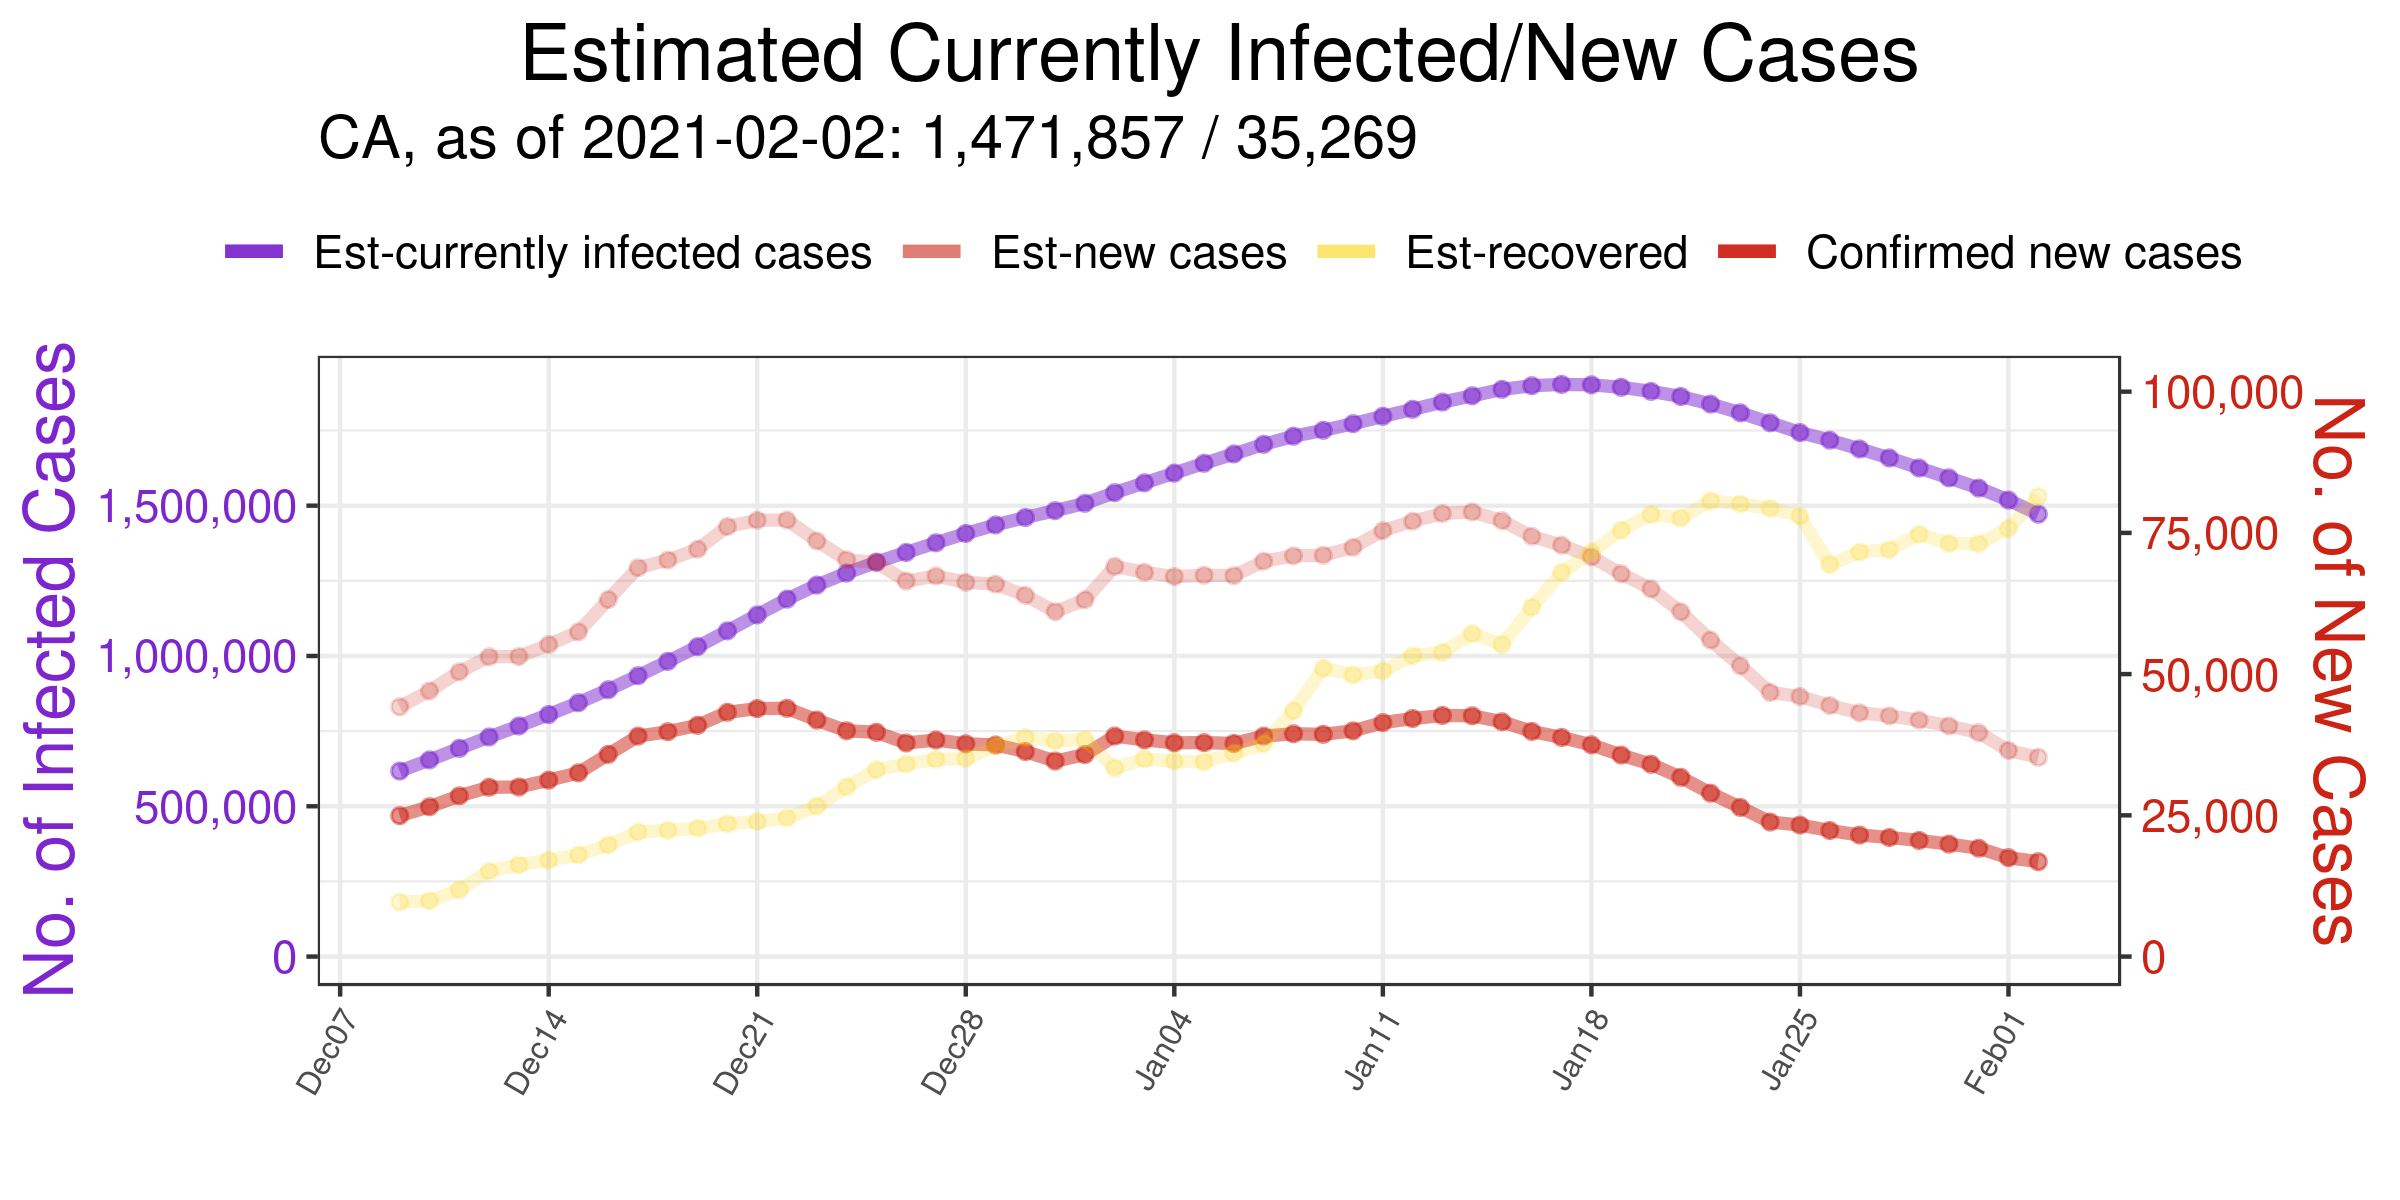 Estimated Currently Infected/New Cases
CA, as of 2021-02-02: 1,471,857 / 35,269
Est-currently infected cases Est-new cases Est-recovered Confirmed new cases
No. of Infected Cases
1,500,000
1,000,000
500,000
0
100,000
75,000
50,000
25,000
0
No. of New Cases
Dec07 Dec14 Dec21 Dec28 Jan04 Jan11 Jan18 Jan25 Feb01